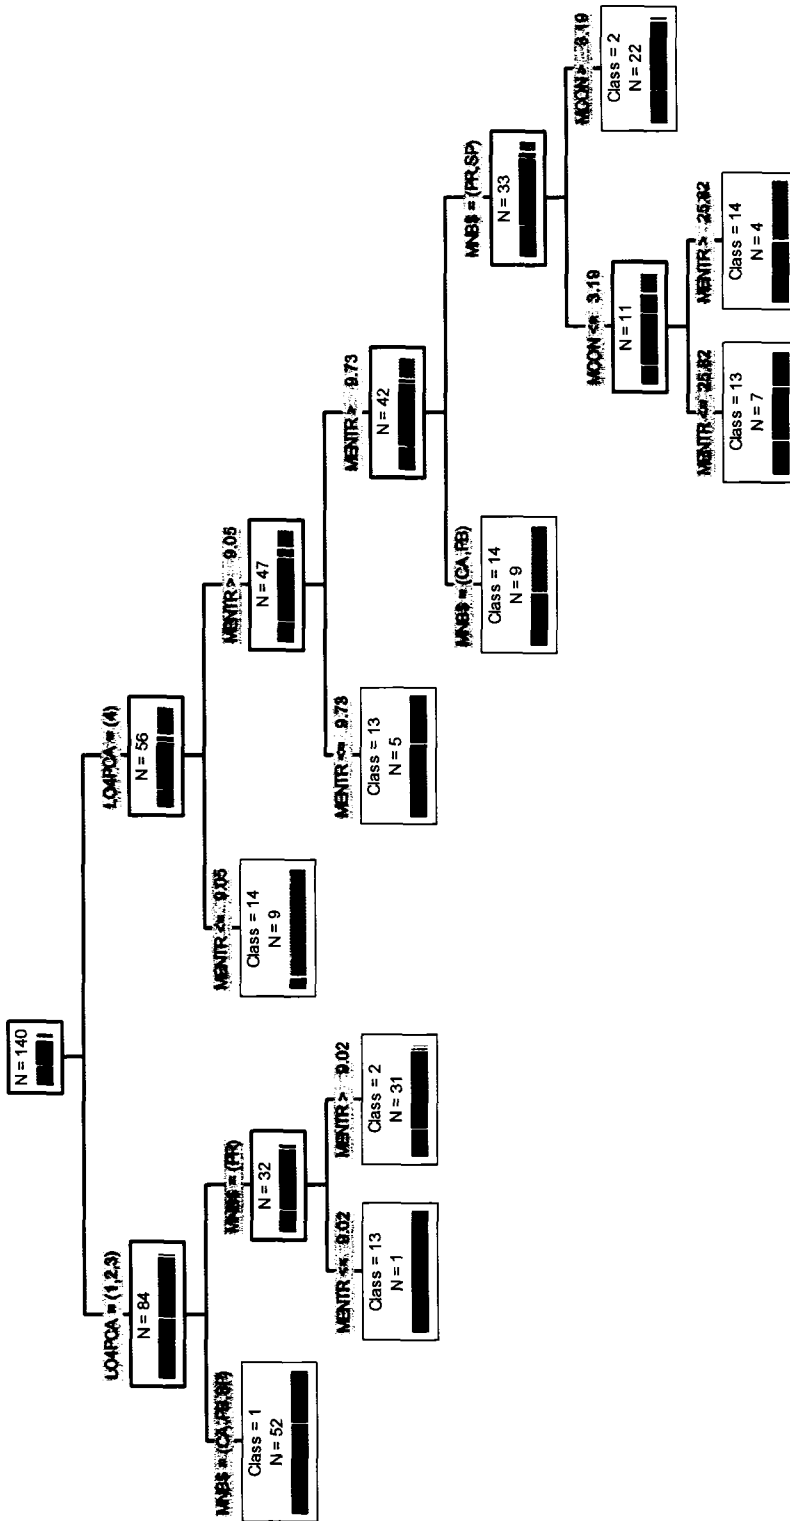 N = 140
LO4PCA = (1,2,3)
N = 84
LO4PCA = (4)
N = 56
MNB$ = (CA,PB,SP)
Class = 1
N = 52
MNB$ = (PR)
N = 32
MENTR <= 9.05
Class = 14
N = 9
MENTR > 9.05
N = 47
MENTR <= 9.02
Class = 13
N = 1
MENTR > 9.02
Class = 2
N = 31
MENTR <= 9.73
Class = 13
N = 5
MENTR > 9.73
N = 42
MNB$ = (CA,PB)
Class = 14
N = 9
MNB$ = (PR,SP)
N = 33
MCON <= 3.19
N = 11
MCON > 3.19
Class = 2
N = 22
MENTR <= 25.82
Class = 13
N = 7
MENTR > 25.82
Class = 14
N = 4